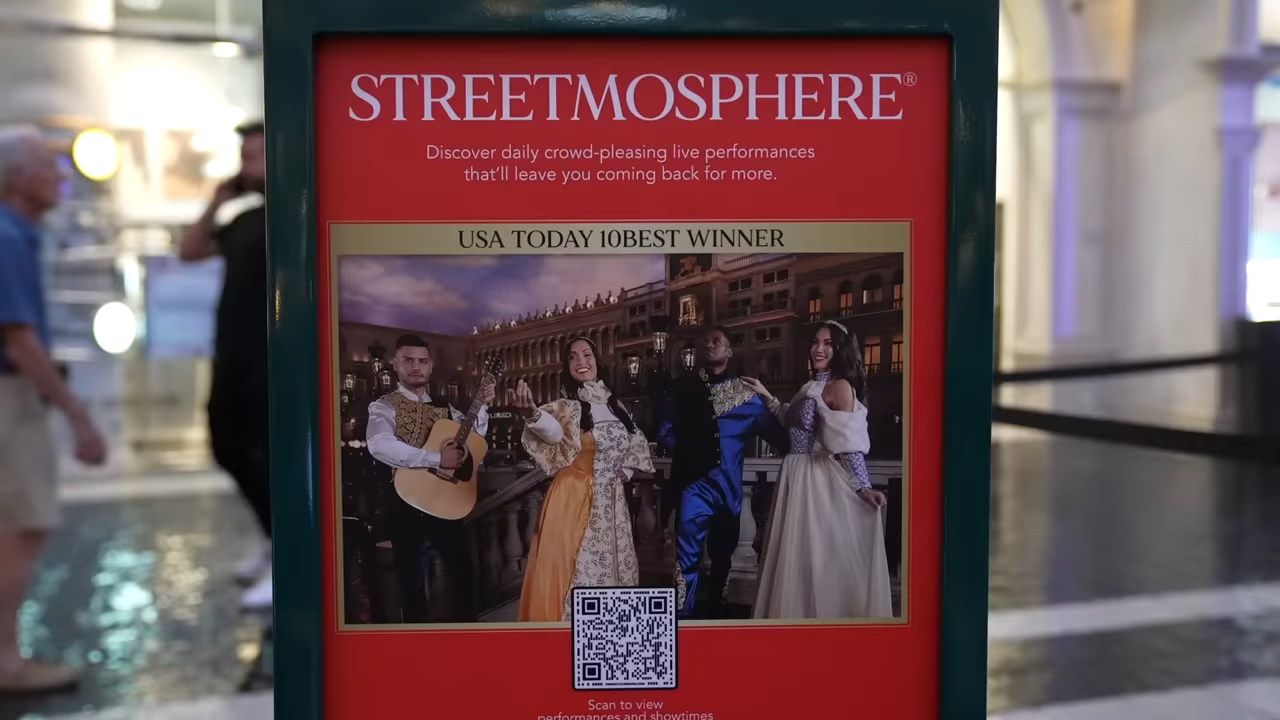 STREETMOSPHERE®
Discover daily crowd-pleasing live performances
that'll leave you coming back for more.
USA TODAY 10BEST WINNER
Scan to view
performances and showtimes